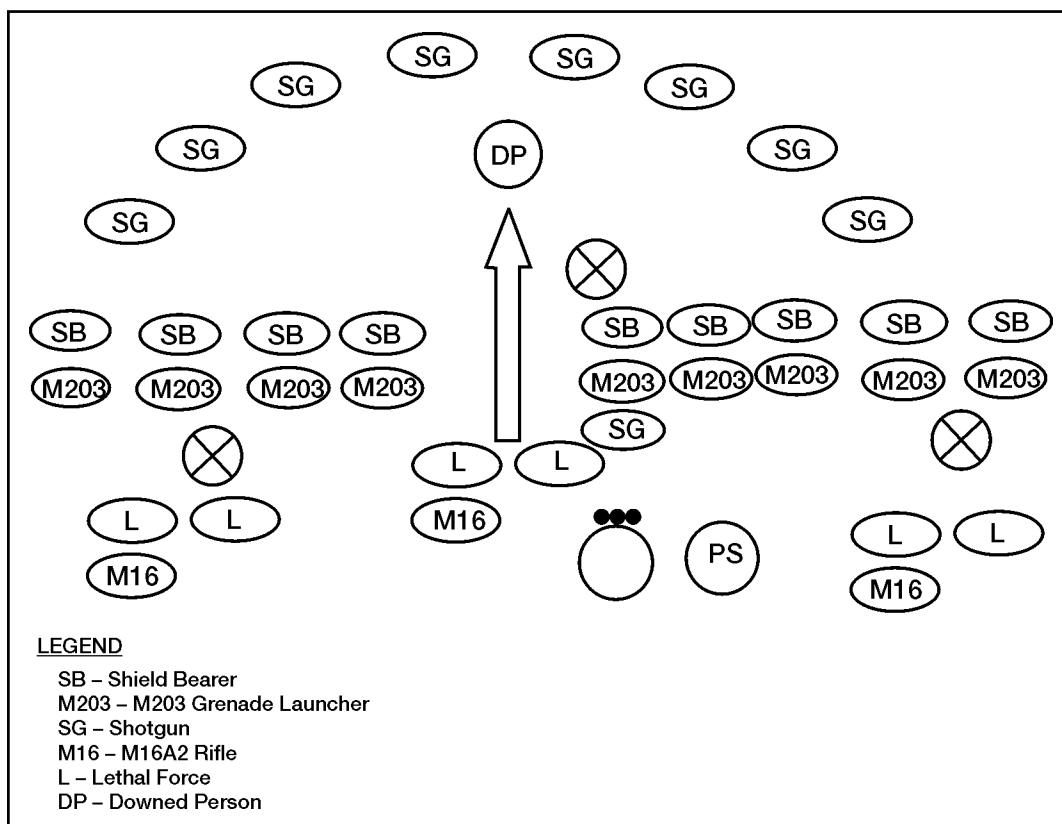 SG SG
SG SG
SG DP SG
SG SG
SB SB SB SB SB SB SB SB SB
M203 M203 M203 M203 M203 M203 M203 M203 M203
SG
L L
L L M16 L L
M16 PS M16
LEGEND
SB – Shield Bearer
M203 – M203 Grenade Launcher
SG – Shotgun
M16 – M16A2 Rifle
L – Lethal Force
DP – Downed Person